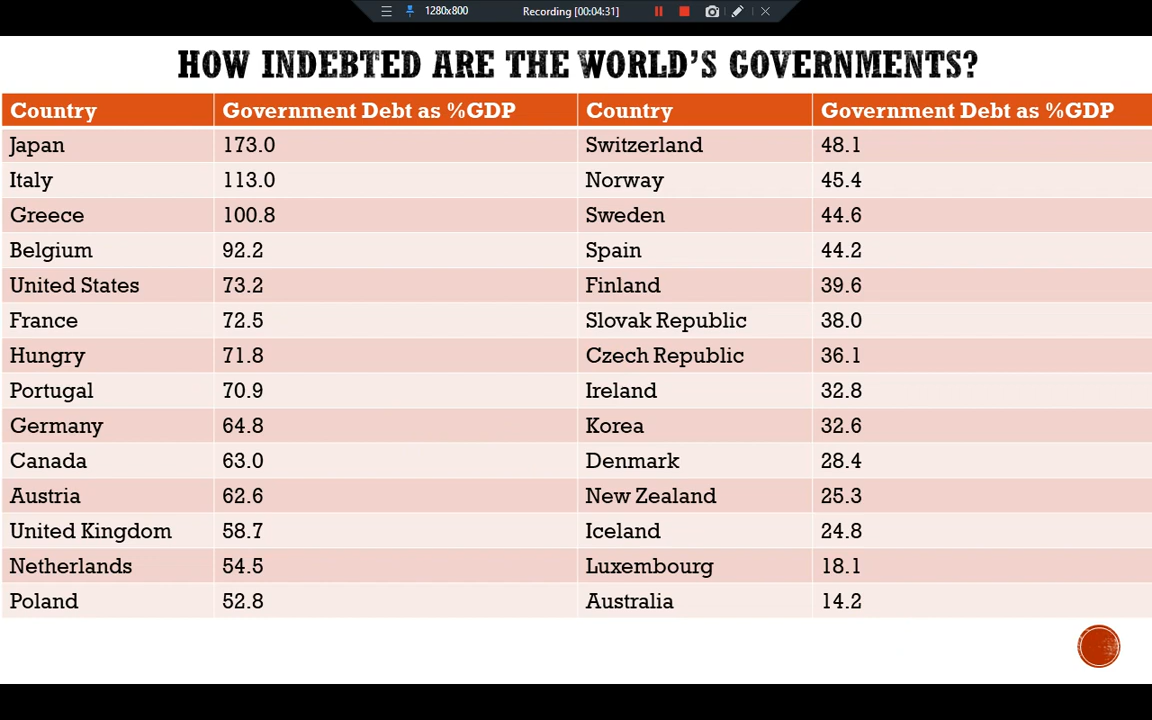 1280x800 Recording [00:04:31]
HOW INDEBTED ARE THE WORLD'S GOVERNMENTS?
Country Government Debt as %GDP Country Government Debt as %GDP
Japan 173.0 Switzerland 48.1
Italy 113.0 Norway 45.4
Greece 100.8 Sweden 44.6
Belgium 92.2 Spain 44.2
United States 73.2 Finland 39.6
France 72.5 Slovak Republic 38.0
Hungry 71.8 Czech Republic 36.1
Portugal 70.9 Ireland 32.8
Germany 64.8 Korea 32.6
Canada 63.0 Denmark 28.4
Austria 62.6 New Zealand 25.3
United Kingdom 58.7 Iceland 24.8
Netherlands 54.5 Luxembourg 18.1
Poland 52.8 Australia 14.2